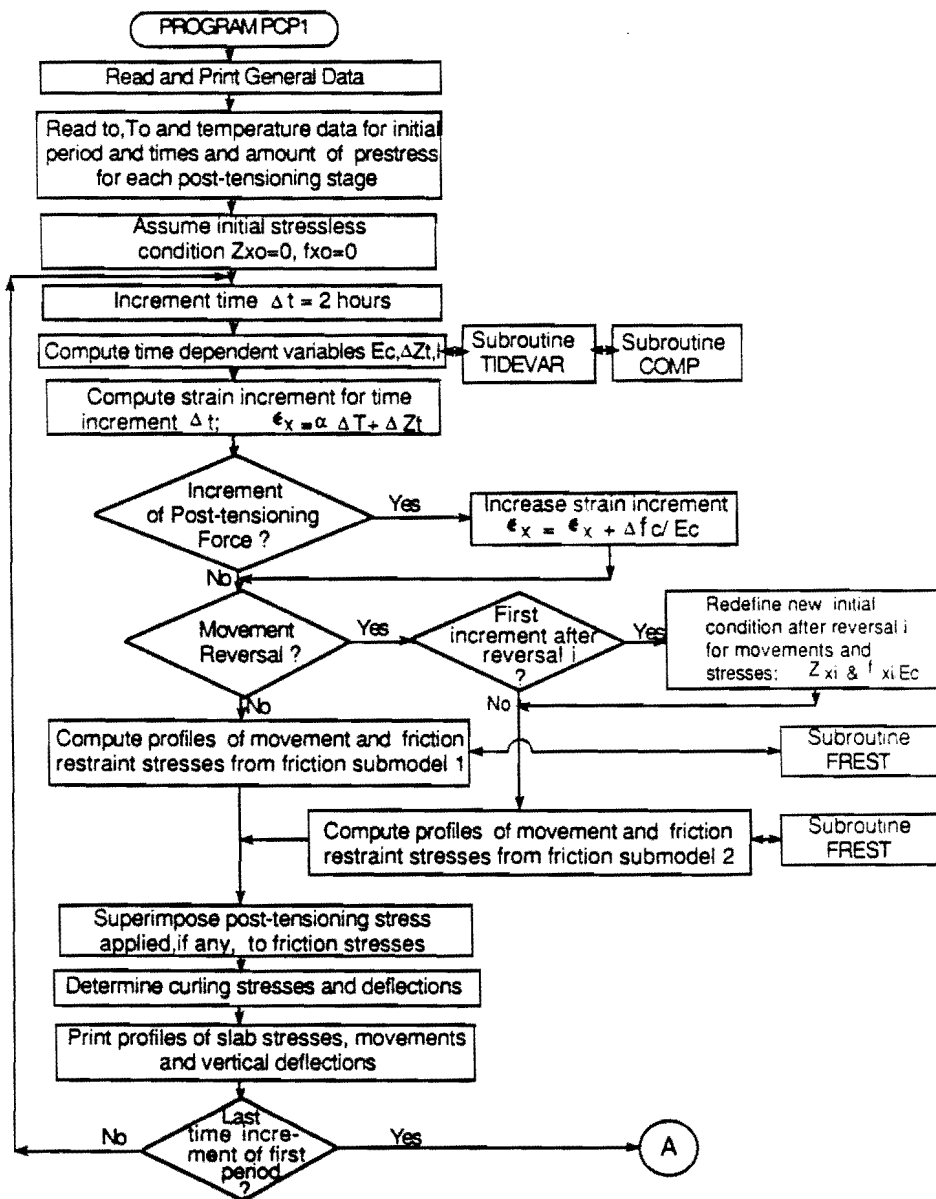 PROGRAM PCP1
Read and Print General Data
Read to,To and temperature data for initial
period and times and amount of prestress
for each post-tensioning stage
Assume initial stressless
condition Zxo=0, fxo=0
Increment time Δt = 2 hours
Compute time dependent variables Ec,ΔZt,i
Subroutine
TIDEVAR
Subroutine
COMP
Compute strain increment for time
increment Δt; ϵx = α ΔT + ΔZt
Increment
of Post-tensioning
Force ?
Yes
Increase strain increment
ϵx = ϵx + Δfc/Ec
No
Movement
Reversal ?
Yes
First
increment after
reversal i
?
Yes
Redefine new initial
condition after reversal i
for movements and
stresses: Zxi & fxi Ec
No
No
Compute profiles of movement and friction
restraint stresses from friction submodel 1
Subroutine
FREST
Compute profiles of movement and friction
restraint stresses from friction submodel 2
Subroutine
FREST
Superimpose post-tensioning stress
applied,if any, to friction stresses
Determine curling stresses and deflections
Print profiles of slab stresses, movements
and vertical deflections
Last
time incre-
ment of first
period
?
No
Yes
A